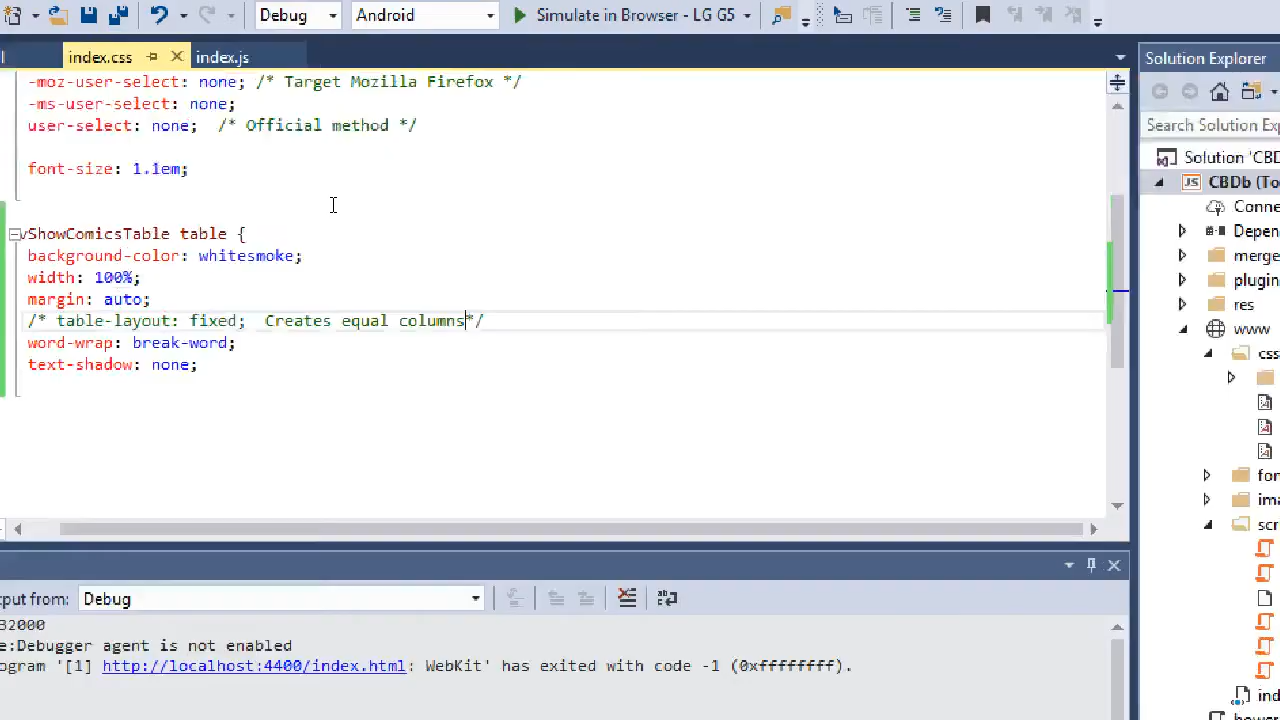 Debug Android Simulate in Browser - LG G5
index.css index.js
-moz-user-select: none; /* Target Mozilla Firefox */
-ms-user-select: none;
user-select: none;  /* Official method */
font-size: 1.1em;
ShowComicsTable table {
background-color: whitesmoke;
width: 100%;
margin: auto;
/* table-layout: fixed;  Creates equal columns*/
word-wrap: break-word;
text-shadow: none;
Solution Explorer
Search Solution Exp
Solution 'CBD
JS CBDb (To
Conne
Depen
merge
plugin
res
www
css
for
ima
scr
ind
bower
put from: Debug
32000
e:Debugger agent is not enabled
ogram '[1] http://localhost:4400/index.html: WebKit' has exited with code -1 (0xffffffff).